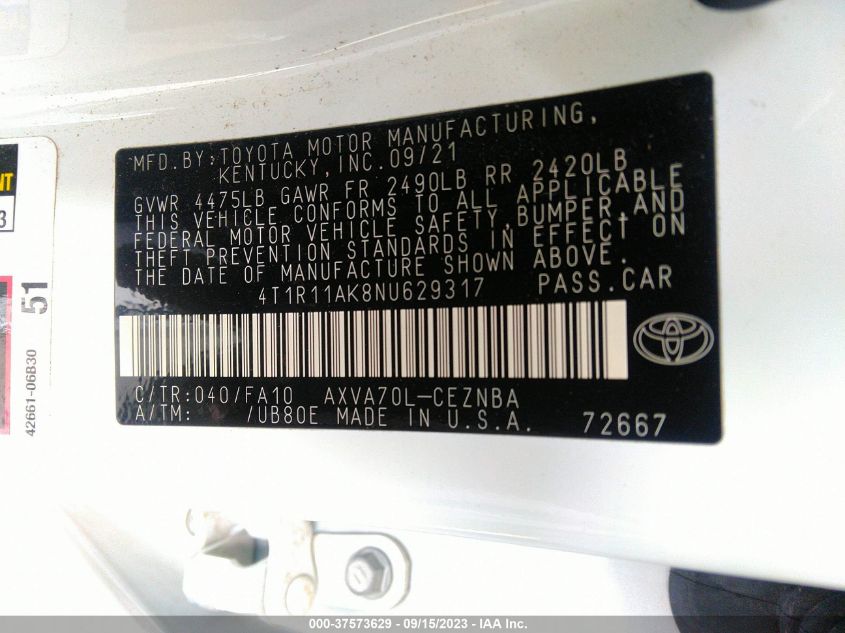 MFD.BY:TOYOTA MOTOR MANUFACTURING,
KENTUCKY,INC.09/21
GVWR 4475LB GAWR FR 2490LB RR 2420LB
THIS VEHICLE CONFORMS TO ALL APPLICABLE
FEDERAL MOTOR VEHICLE SAFETY,BUMPER,AND
THEFT PREVENTION STANDARDS IN EFFECT ON
THE DATE OF MANUFACTURE SHOWN ABOVE.
4T1R11AK8NU629317 PASS.CAR
C/TR:040/FA10 AXVA70L-CEZNBA
A/TM: /UB80E MADE IN U.S.A. 72667
NT
3
51
42661-06B30
000-37573629 - 09/15/2023 - IAA Inc.